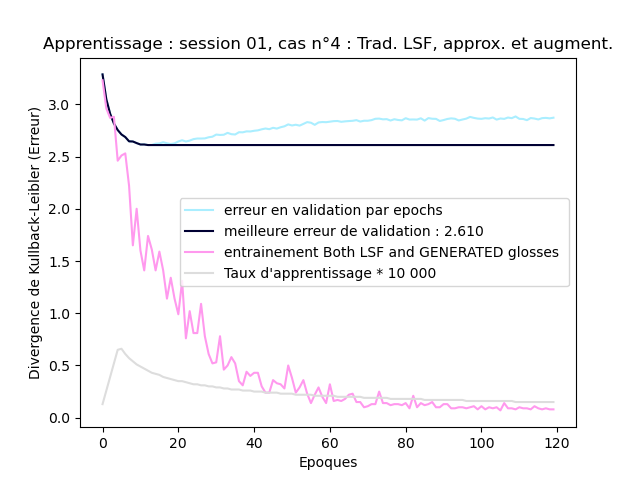 Apprentissage : session 01, cas n°4 : Trad. LSF, approx. et augment.
Divergence de Kullback-Leibler (Erreur)
3.0
2.5
2.0
1.5
1.0
0.5
0.0
erreur en validation par epochs
meilleure erreur de validation : 2.610
entrainement Both LSF and GENERATED glosses
Taux d'apprentissage * 10 000
0 20 40 60 80 100 120
Epoques